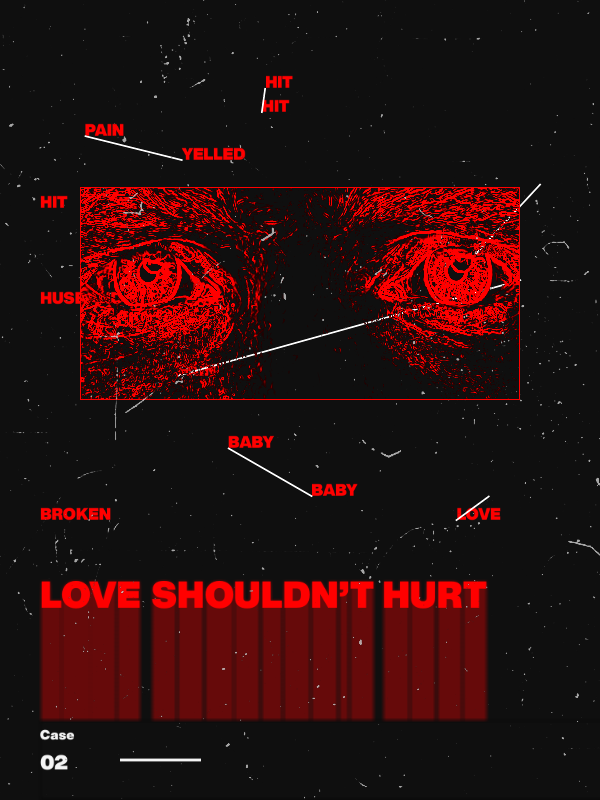 HIT
HIT
PAIN
YELLED
HIT
BABY
BABY
BROKEN
LOVE
LOVE SHOULDN’T HURT
Case
02